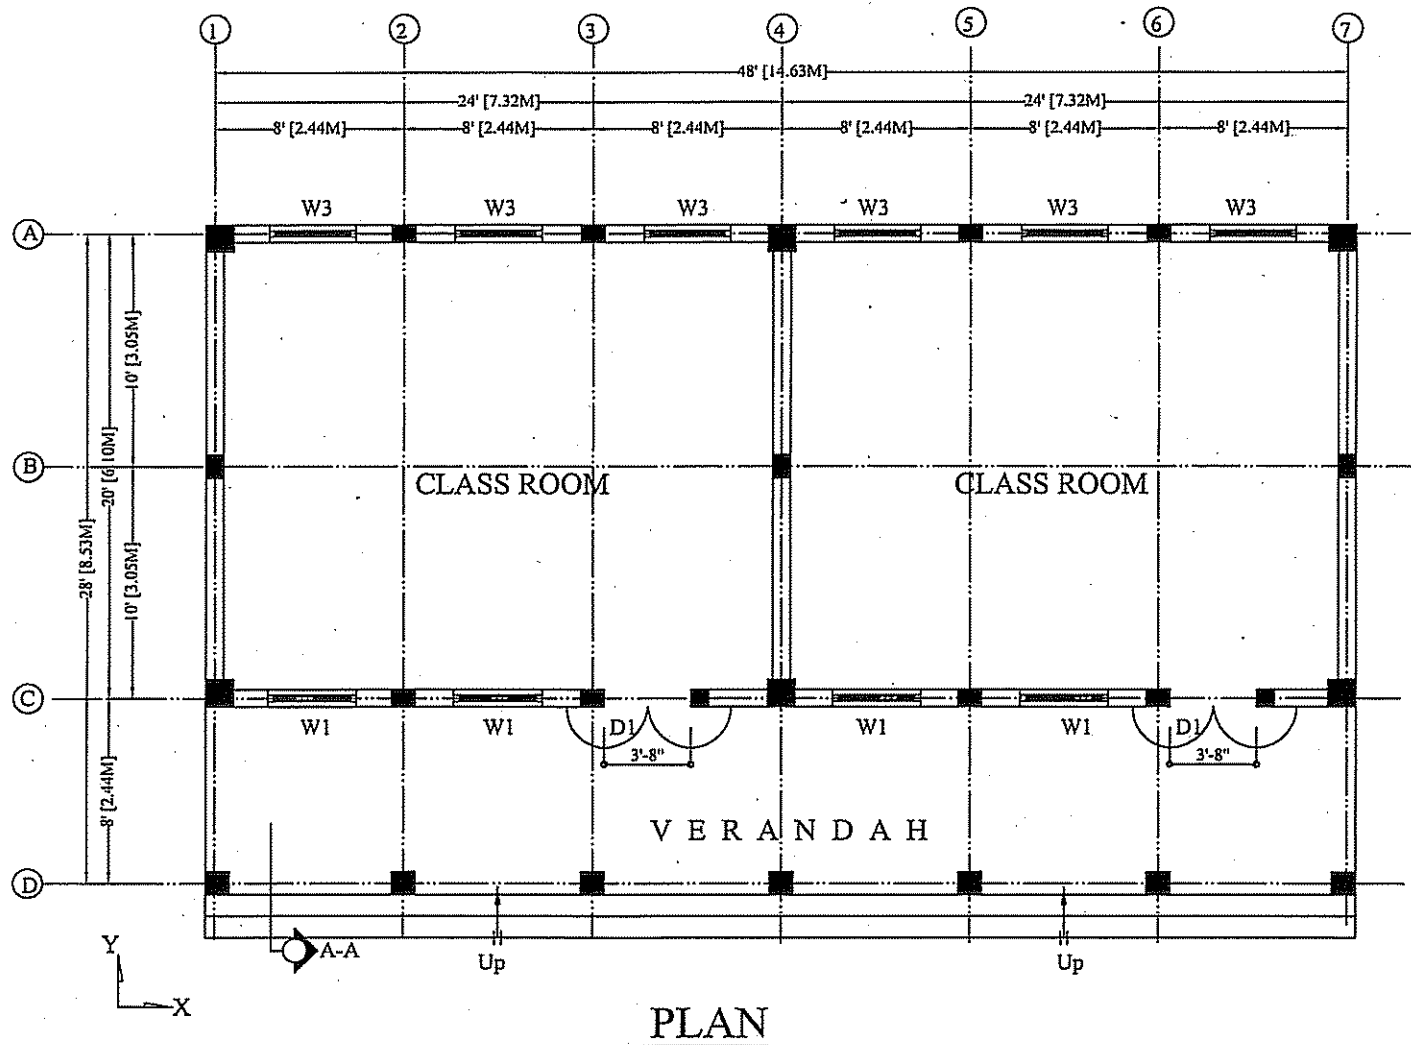 1 2 3 4 5 6 7
48' [14.63M]
24' [7.32M] 24' [7.32M]
8' [2.44M] 8' [2.44M] 8' [2.44M] 8' [2.44M] 8' [2.44M] 8' [2.44M]
W3 W3 W3 W3 W3 W3
A
10' [3.05M]
B
20' [6.10M]
CLASS ROOM CLASS ROOM
28' [8.53M]
10' [3.05M]
C
W1 W1 D1 W1 W1 D1
3'-8" 3'-8"
8' [2.44M]
VERANDAH
D
Y
A-A
Up Up
X
PLAN